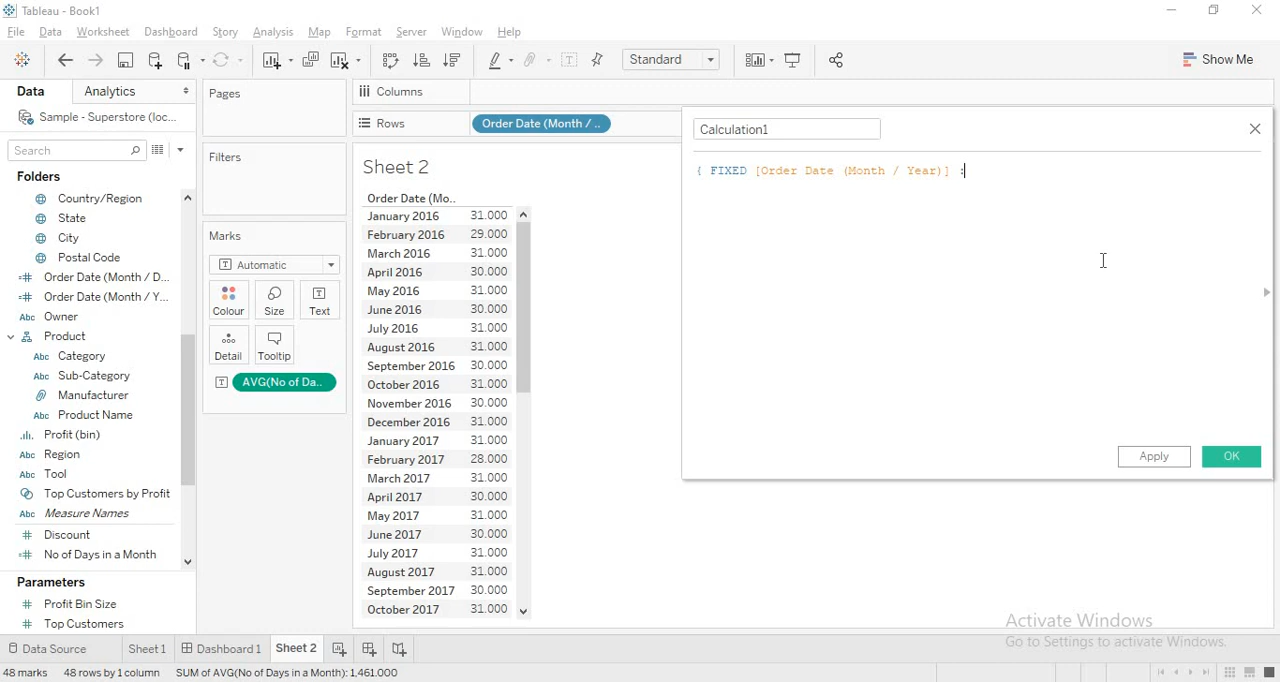 Tableau - Book1
File Data Worksheet Dashboard Story Analysis Map Format Server Window Help
Standard
Show Me
Data
Analytics
Sample - Superstore (loc...
Search
Folders
Country/Region
State
City
Postal Code
Order Date (Month / D...
Order Date (Month / Y...
Abc Owner
Product
Abc Category
Abc Sub-Category
Manufacturer
Abc Product Name
Profit (bin)
Abc Region
Abc Tool
Top Customers by Profit
Abc Measure Names
# Discount
=# No of Days in a Month
Parameters
# Profit Bin Size
# Top Customers
Pages
Filters
Marks
Automatic
Colour Size Text
Detail Tooltip
AVG(No of Da..
Columns
Rows
Order Date (Month / ..
Sheet 2
Order Date (Mo..
January 2016 31.000
February 2016 29.000
March 2016 31.000
April 2016 30.000
May 2016 31.000
June 2016 30.000
July 2016 31.000
August 2016 31.000
September 2016 30.000
October 2016 31.000
November 2016 30.000
December 2016 31.000
January 2017 31.000
February 2017 28.000
March 2017 31.000
April 2017 30.000
May 2017 31.000
June 2017 30.000
July 2017 31.000
August 2017 31.000
September 2017 30.000
October 2017 31.000
Calculation1
{ FIXED [Order Date (Month / Year)] :
Apply
OK
Activate Windows
Go to Settings to activate Windows.
Data Source
Sheet 1
Dashboard 1
Sheet 2
48 marks 48 rows by 1 column SUM of AVG(No of Days in a Month): 1,461.000